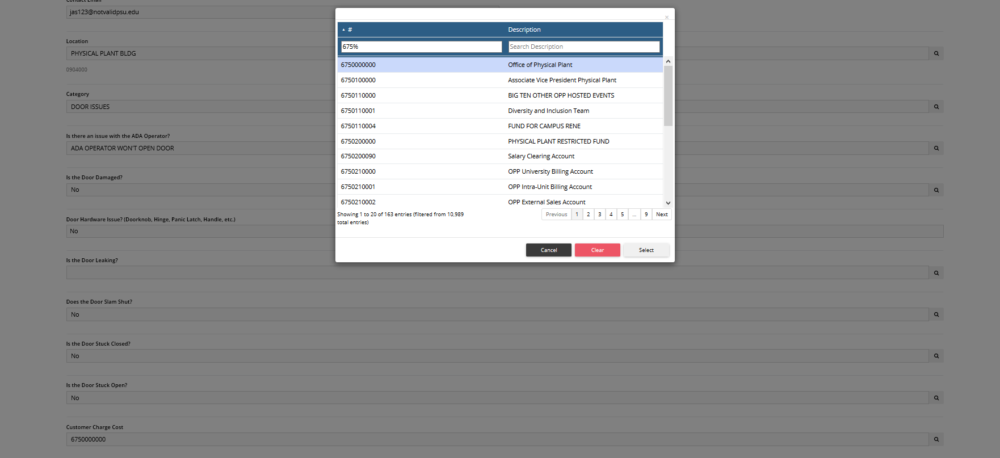 Contact Email
jas123@notvalidpsu.edu
Location
PHYSICAL PLANT BLDG
0904000
Category
DOOR ISSUES
Is there an issue with the ADA Operator?
ADA OPERATOR WON'T OPEN DOOR
Is the Door Damaged?
No
Door Hardware Issue? (Doorknob, Hinge, Panic Latch, Handle, etc.)
No
Is the Door Leaking?
Does the Door Slam Shut?
No
Is the Door Stuck Closed?
No
Is the Door Stuck Open?
No
Customer Charge Cost
6750000000
×
# Description
675% Search Description
6750000000 Office of Physical Plant
6750100000 Associate Vice President Physical Plant
6750110000 BIG TEN OTHER OPP HOSTED EVENTS
6750110001 Diversity and Inclusion Team
6750110004 FUND FOR CAMPUS RENE
6750200000 PHYSICAL PLANT RESTRICTED FUND
6750200090 Salary Clearing Account
6750210000 OPP University Billing Account
6750210001 OPP Intra-Unit Billing Account
6750210002 OPP External Sales Account
Showing 1 to 20 of 163 entries (filtered from 10,989
total entries)
Previous 1 2 3 4 5 ... 9 Next
Cancel Clear Select